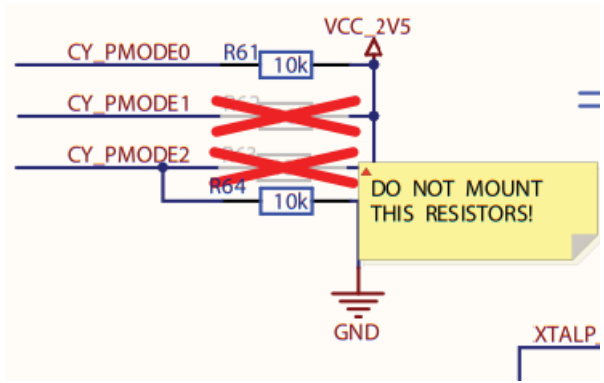 VCC_2V5
CY_PMODE0
R61
10k
CY_PMODE1
CY_PMODE2
R64
10k
DO NOT MOUNT
THIS RESISTORS!
GND
XTALP_